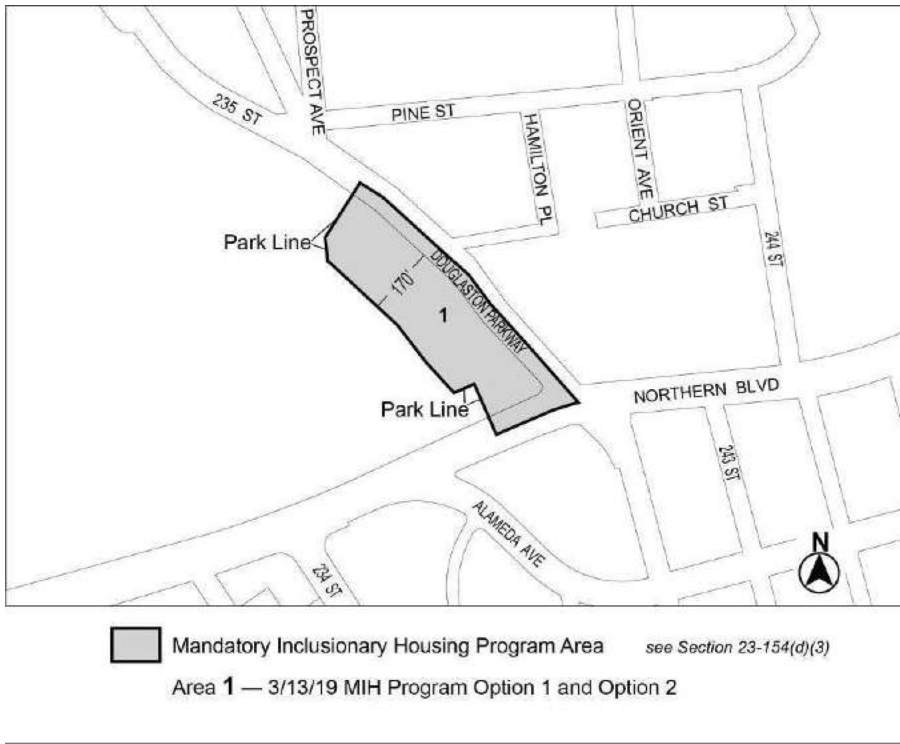 PROSPECT AVE
235 ST
PINE ST
HAMILTON PL
ORIENT AVE
CHURCH ST
244 ST
Park Line
DOUGLASTON PARKWAY
170'
1
Park Line
NORTHERN BLVD
243 ST
ALAMEDA AVE
234 ST
N
Mandatory Inclusionary Housing Program Area see Section 23-154(d)(3)
Area 1 — 3/13/19 MIH Program Option 1 and Option 2